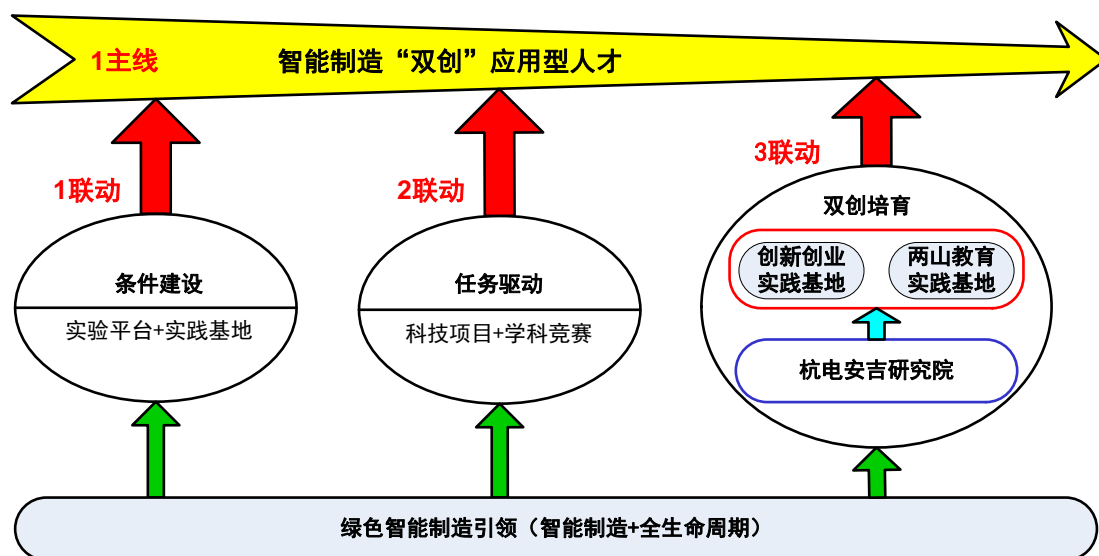 1主线
智能制造“双创”应用型人才
1联动
2联动
3联动
条件建设
实验平台+实践基地
任务驱动
科技项目+学科竞赛
双创培育
创新创业
实践基地
两山教育
实践基地
杭电安吉研究院
绿色智能制造引领（智能制造+全生命周期）